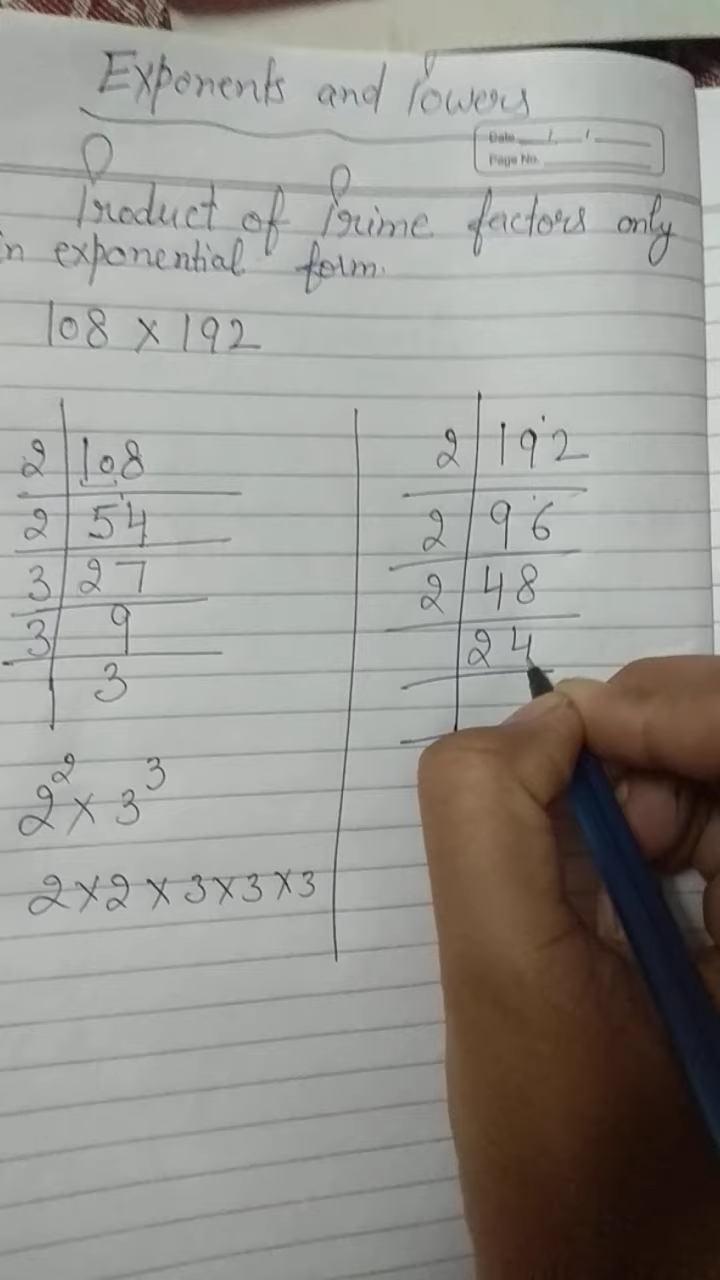 Exponents and Powers
Date / /
Page No.
Product of Prime factors only
in exponential form.
108 × 192
2 108
2 54
3 27
3 9
3
2² × 3³
2×2×3×3×3
2 192
2 96
2 48
24